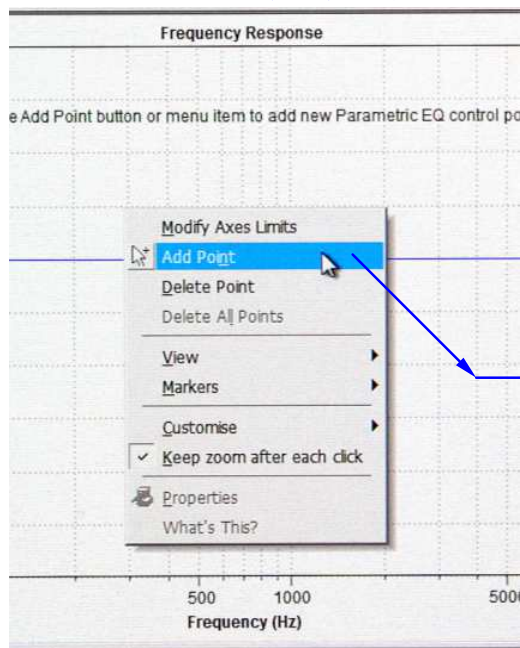 Frequency Response
e Add Point button or menu item to add new Parametric EQ control po
Modify Axes Limits
Add Point
Delete Point
Delete All Points
View
Markers
Customise
Keep zoom after each click
Properties
What's This?
500 1000 5000
Frequency (Hz)